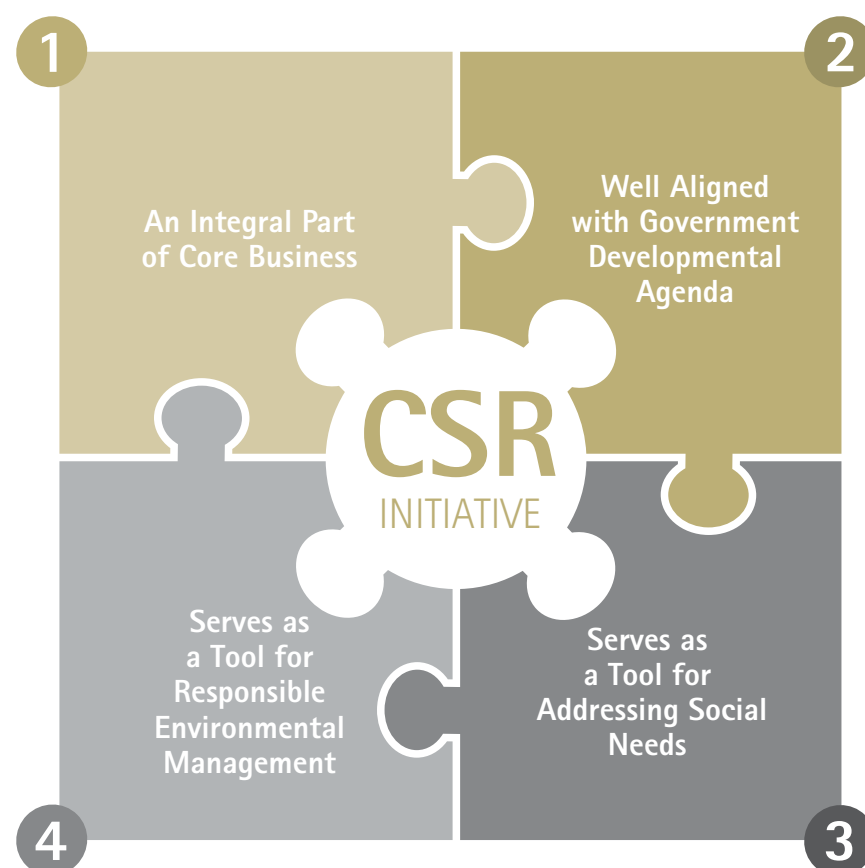 1
An Integral Part
of Core Business
2
Well Aligned
with Government
Developmental
Agenda
CSR
INITIATIVE
3
Serves as
a Tool for
Addressing Social
Needs
4
Serves as
a Tool for
Responsible
Environmental
Management